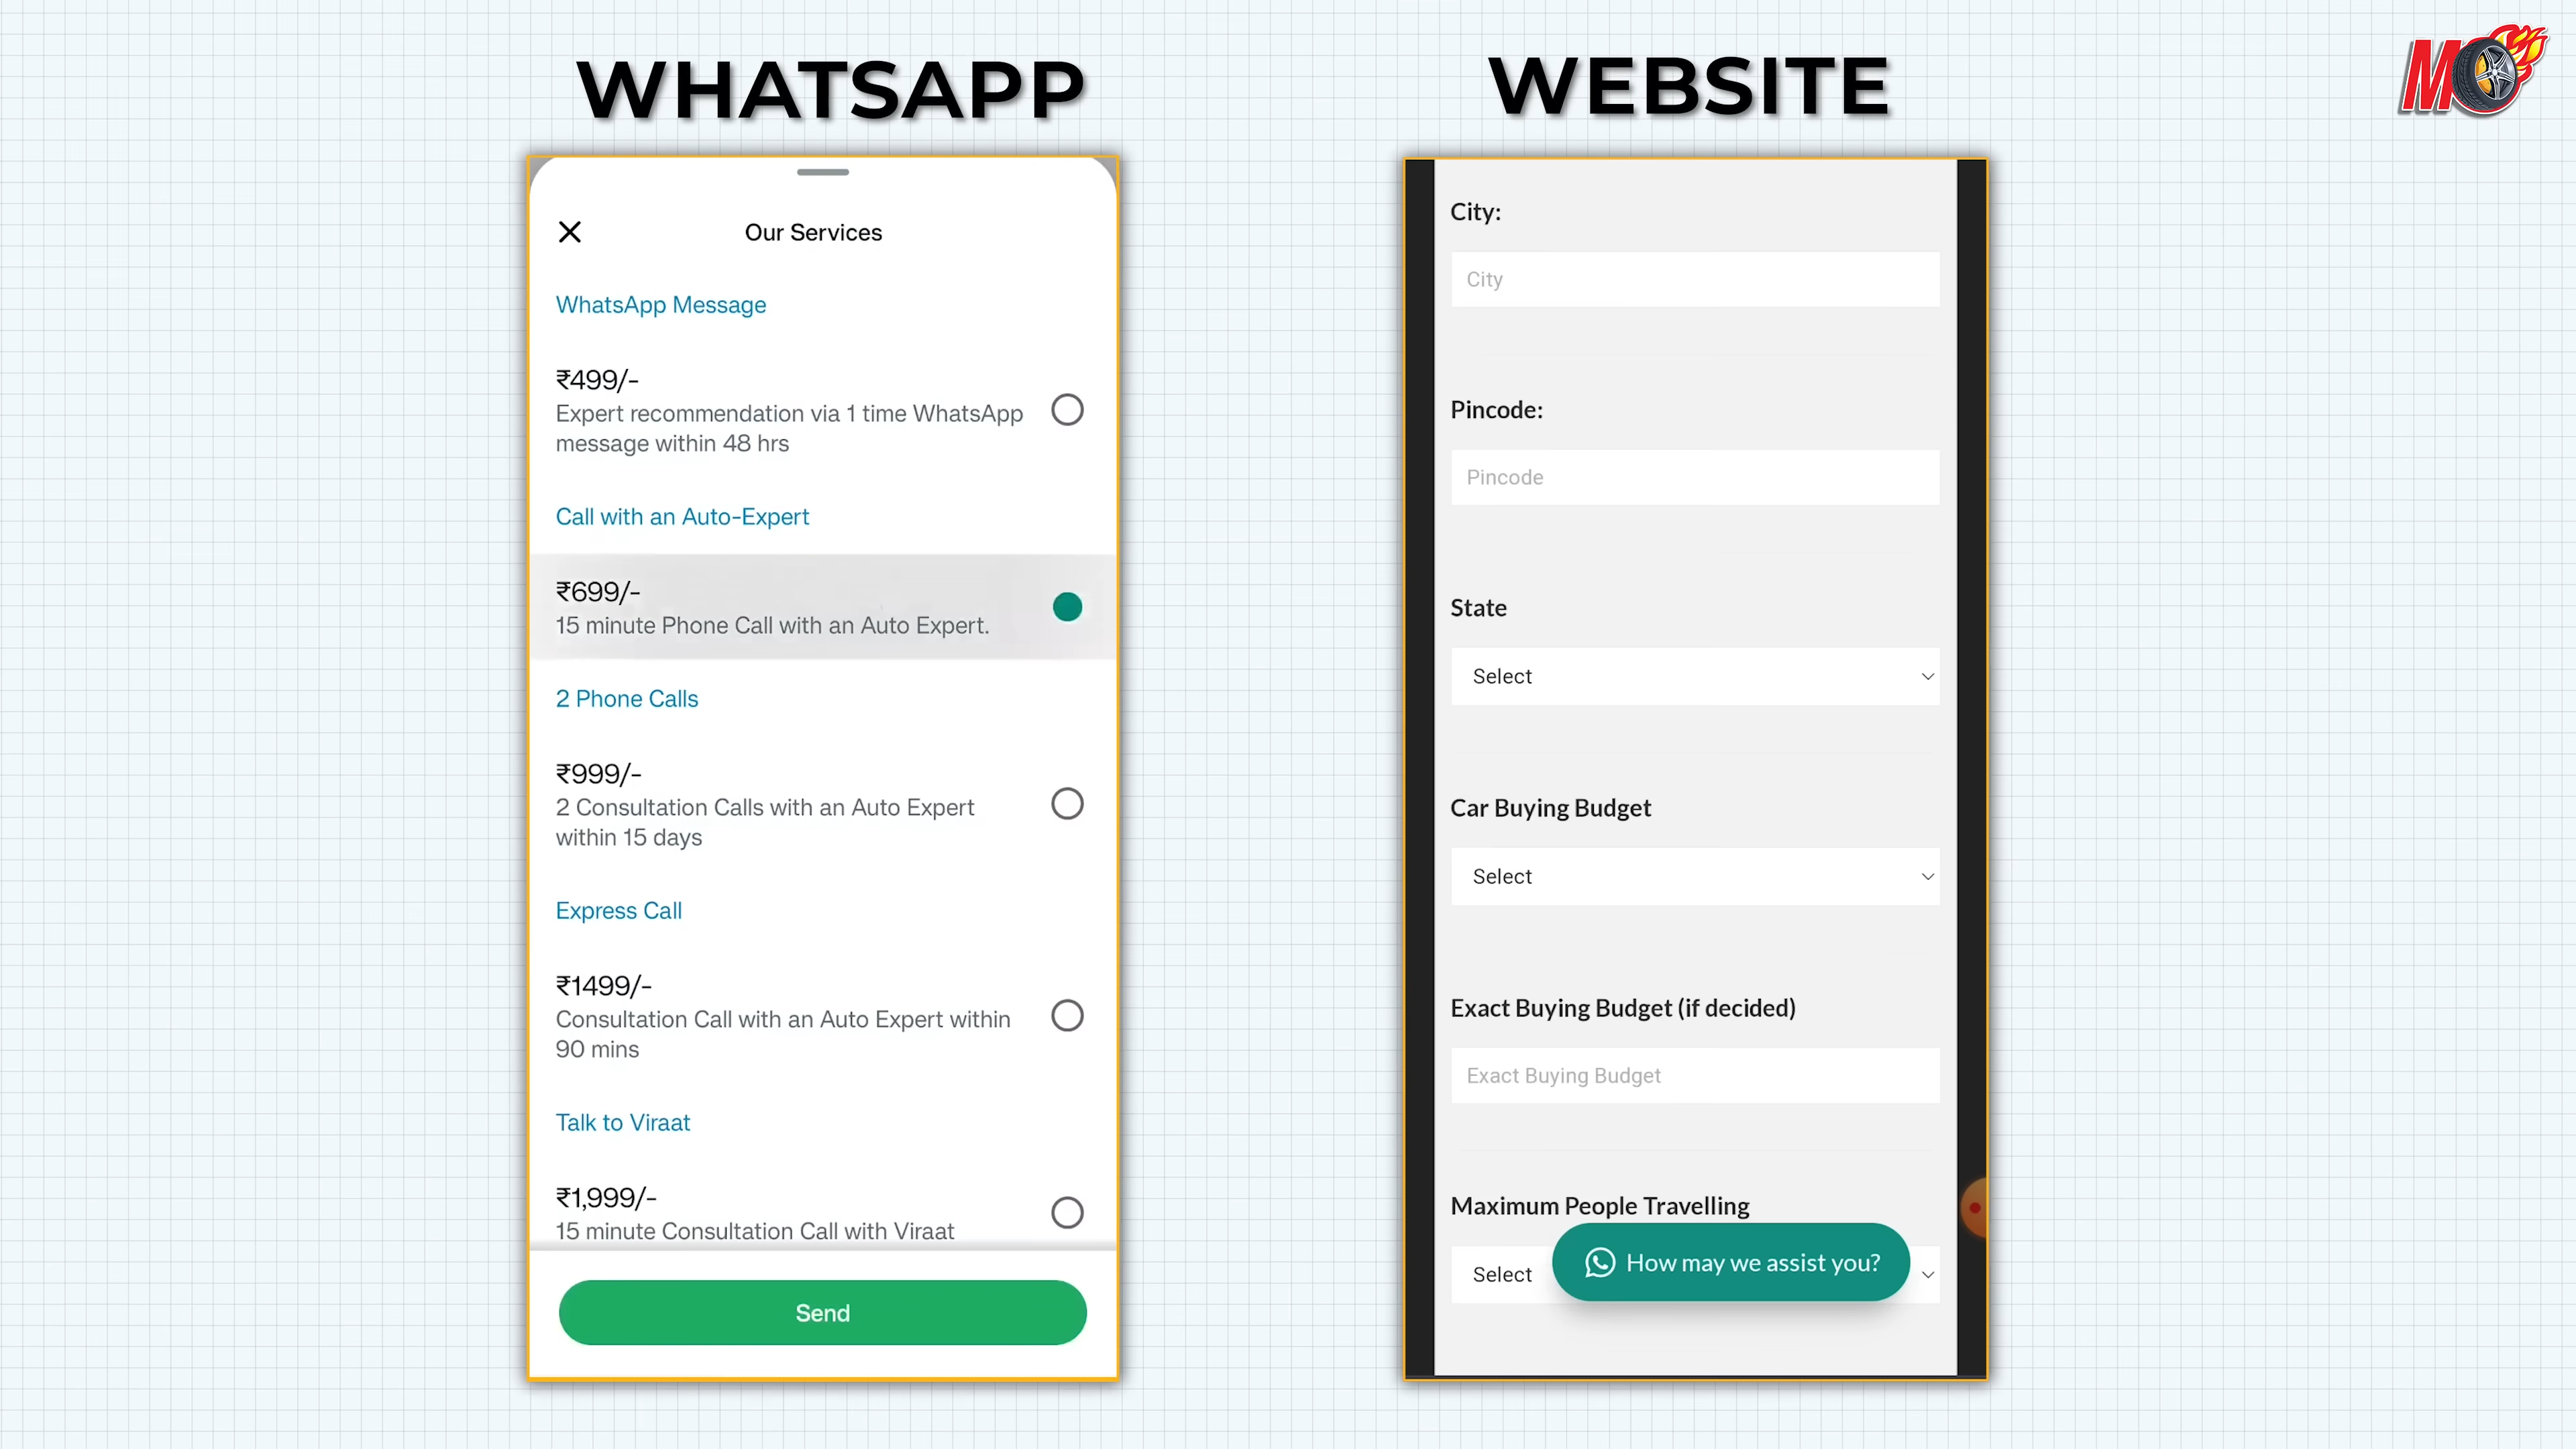 WHATSAPP
Our Services
WhatsApp Message
₹499/-
Expert recommendation via 1 time WhatsApp
message within 48 hrs
Call with an Auto-Expert
₹699/-
15 minute Phone Call with an Auto Expert.
2 Phone Calls
₹999/-
2 Consultation Calls with an Auto Expert
within 15 days
Express Call
₹1499/-
Consultation Call with an Auto Expert within
90 mins
Talk to Viraat
₹1,999/-
15 minute Consultation Call with Viraat
Send
WEBSITE
City:
City
Pincode:
Pincode
State
Select
Car Buying Budget
Select
Exact Buying Budget (if decided)
Exact Buying Budget
Maximum People Travelling
Select
How may we assist you?
MO